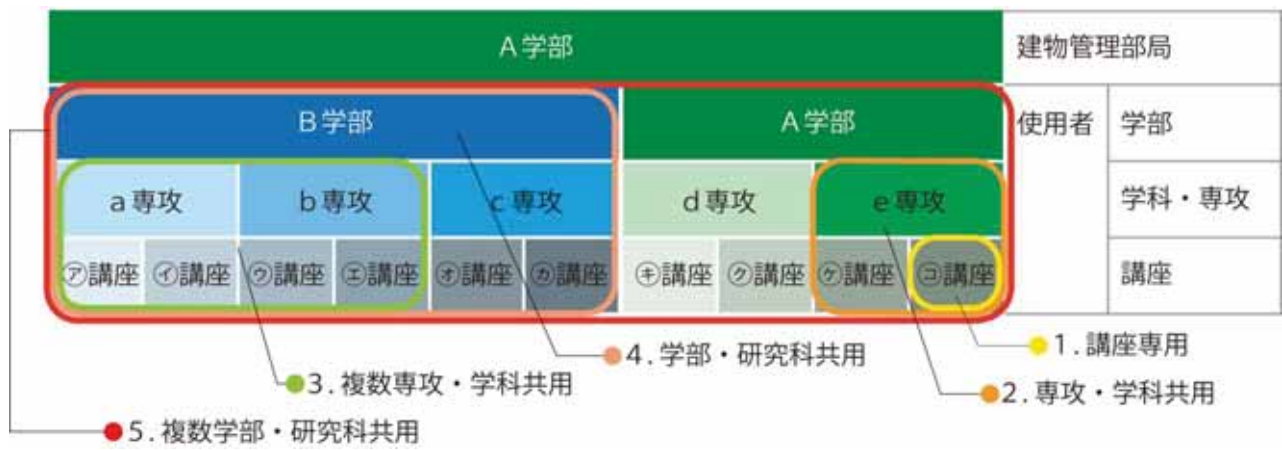 A学部 建物管理部局
B学部 A学部 使用者 学部
a専攻 b専攻 c専攻 d専攻 e専攻 学科・専攻
㋐講座 ㋑講座 ㋒講座 ㋓講座 ㋔講座 ㋕講座 ㋖講座 ㋗講座 ㋘講座 ㋙講座 講座
1.講座専用
4.学部・研究科共用
3.複数専攻・学科共用
2.専攻・学科共用
5.複数学部・研究科共用